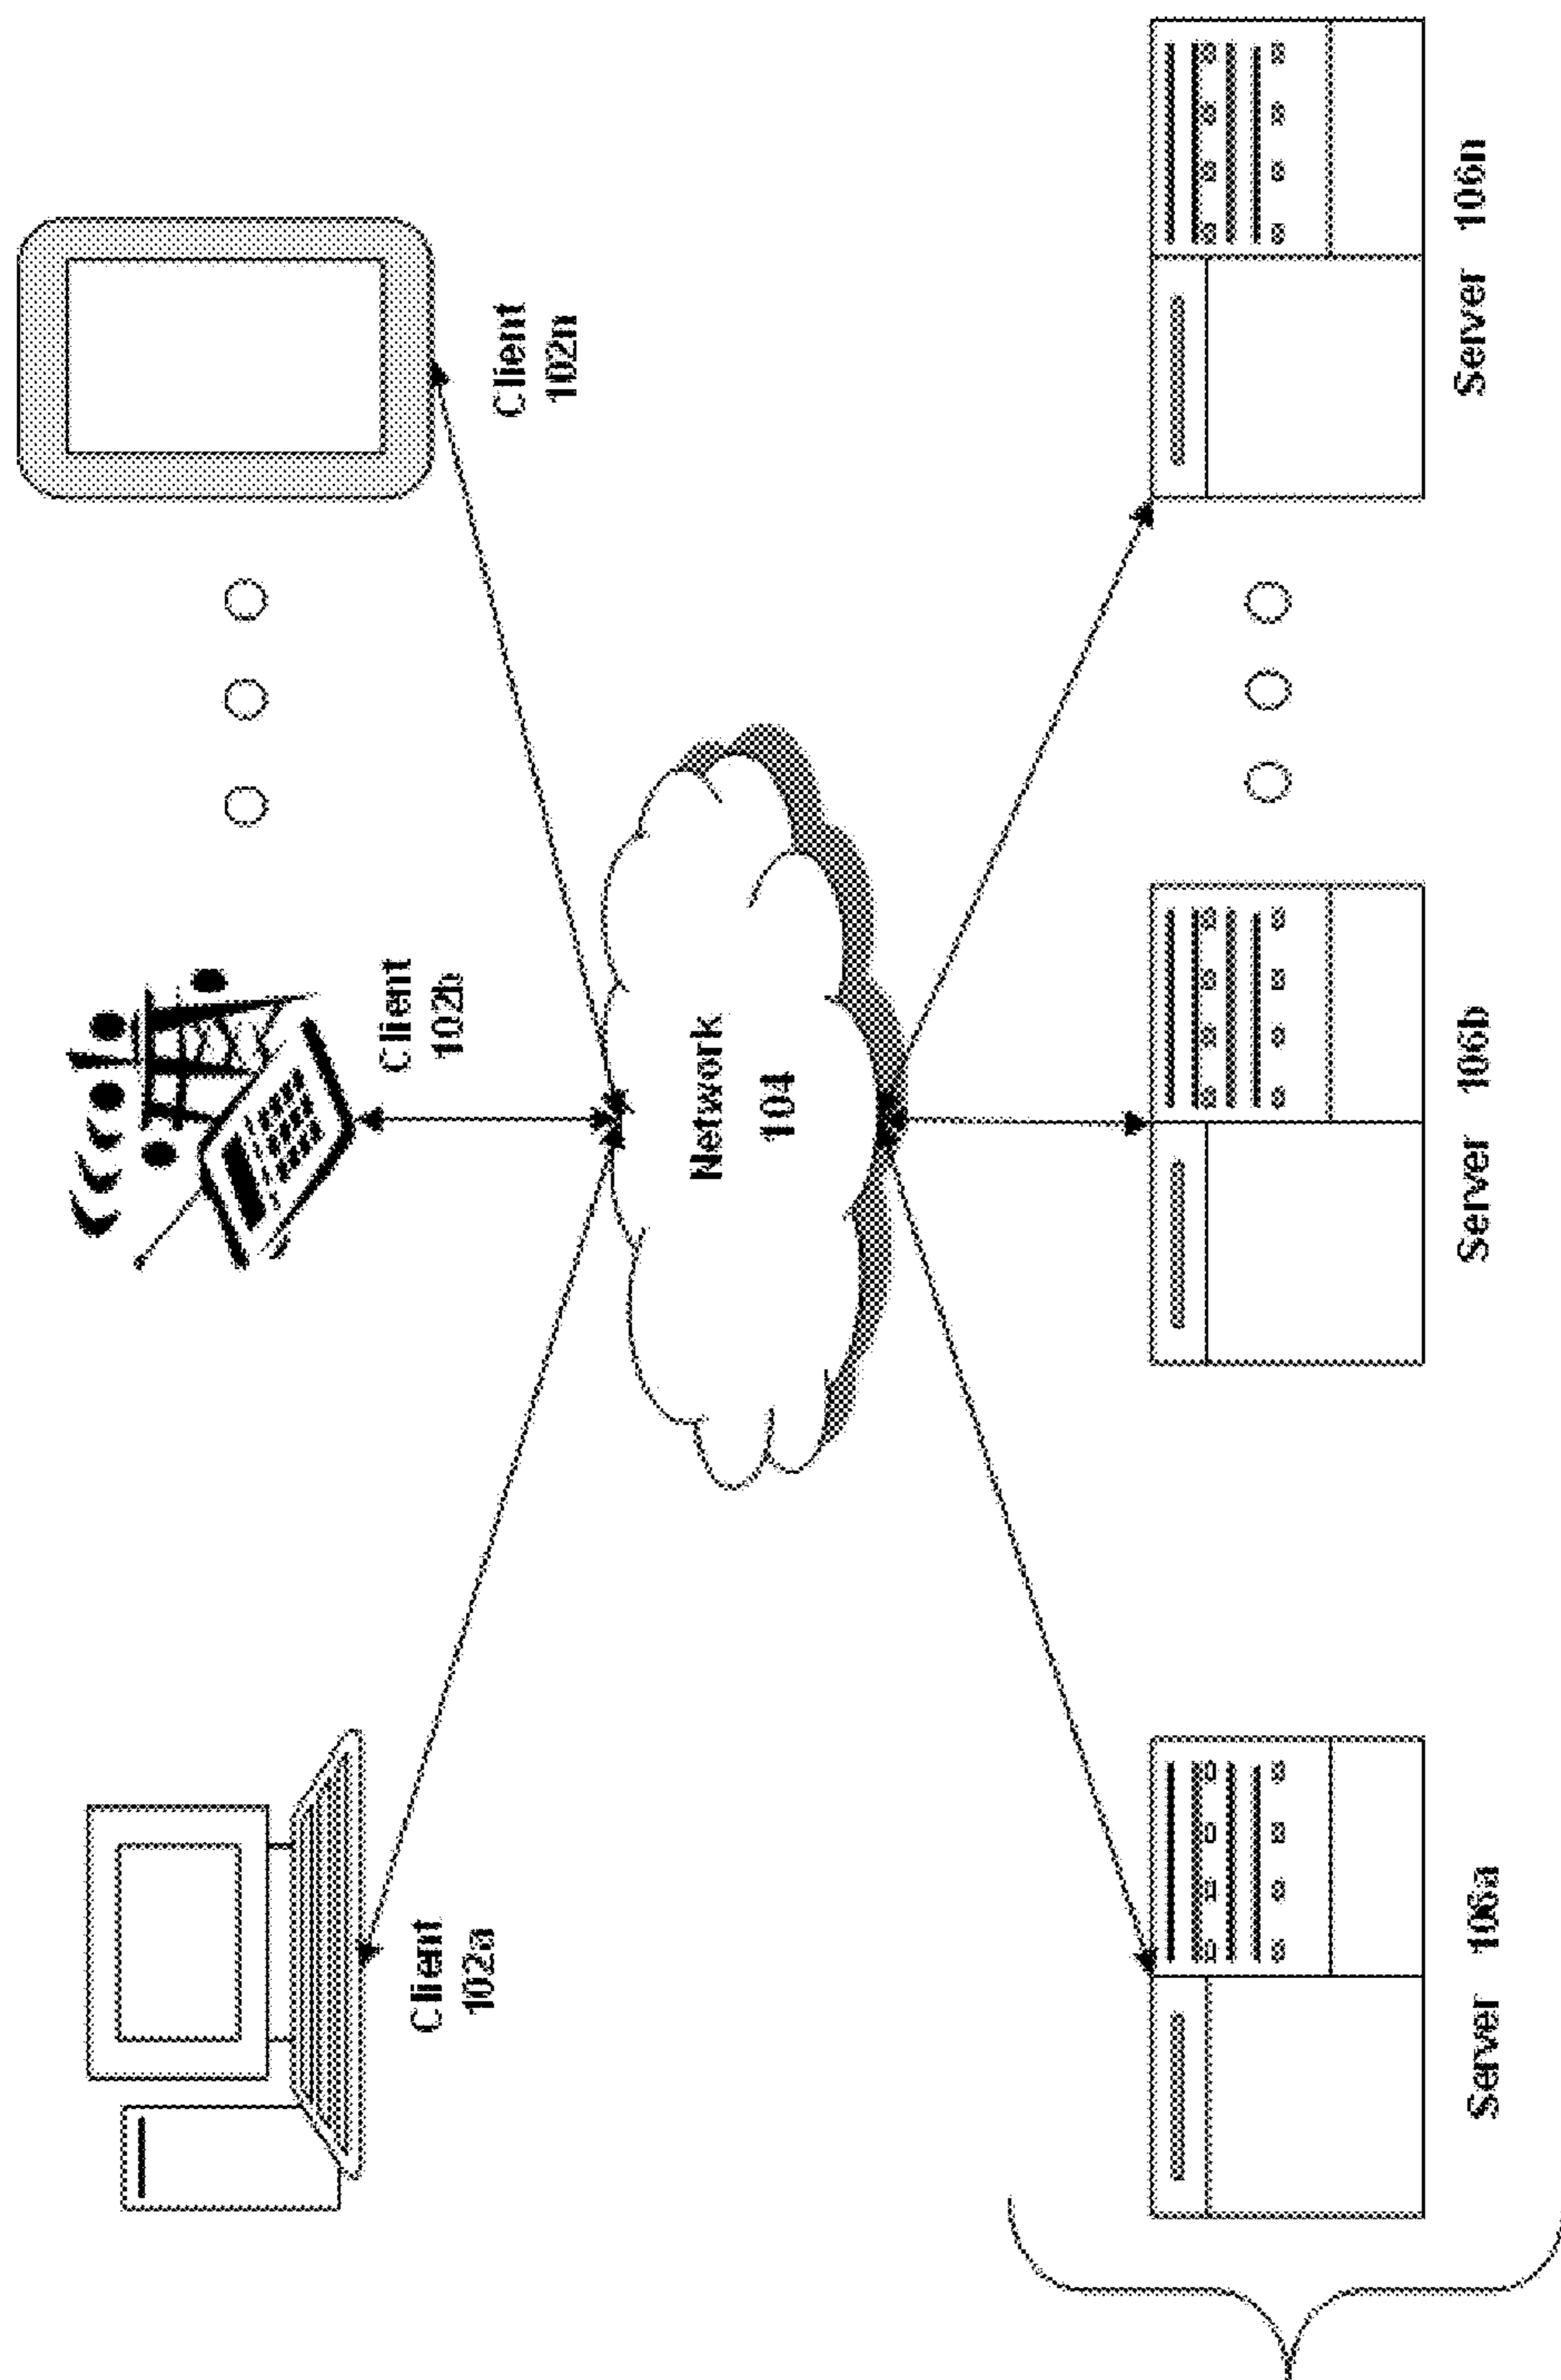 Client
102a
Client
102b
Client
102n
Network
104
Server 106a
Server 106b
Server 106n